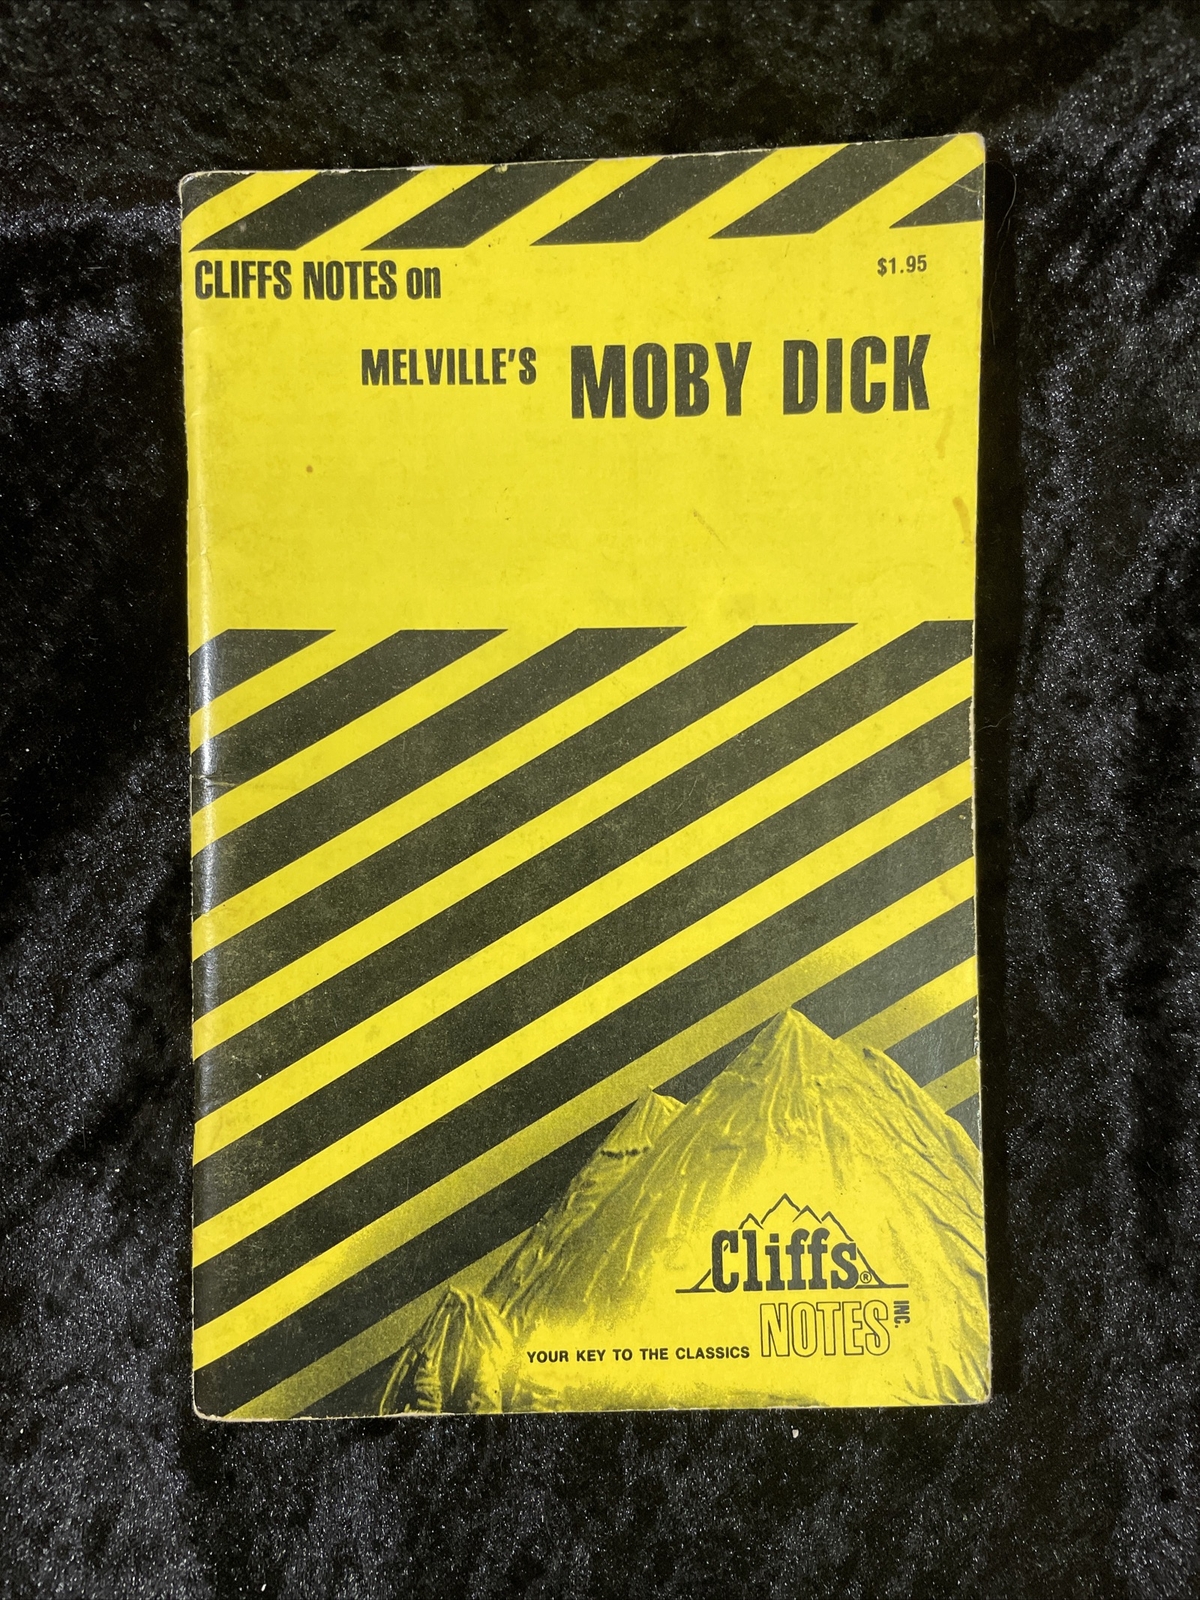 CLIFFS NOTES on
$1.95
MELVILLE'S MOBY DICK
Cliffs®
NOTES INC.
YOUR KEY TO THE CLASSICS